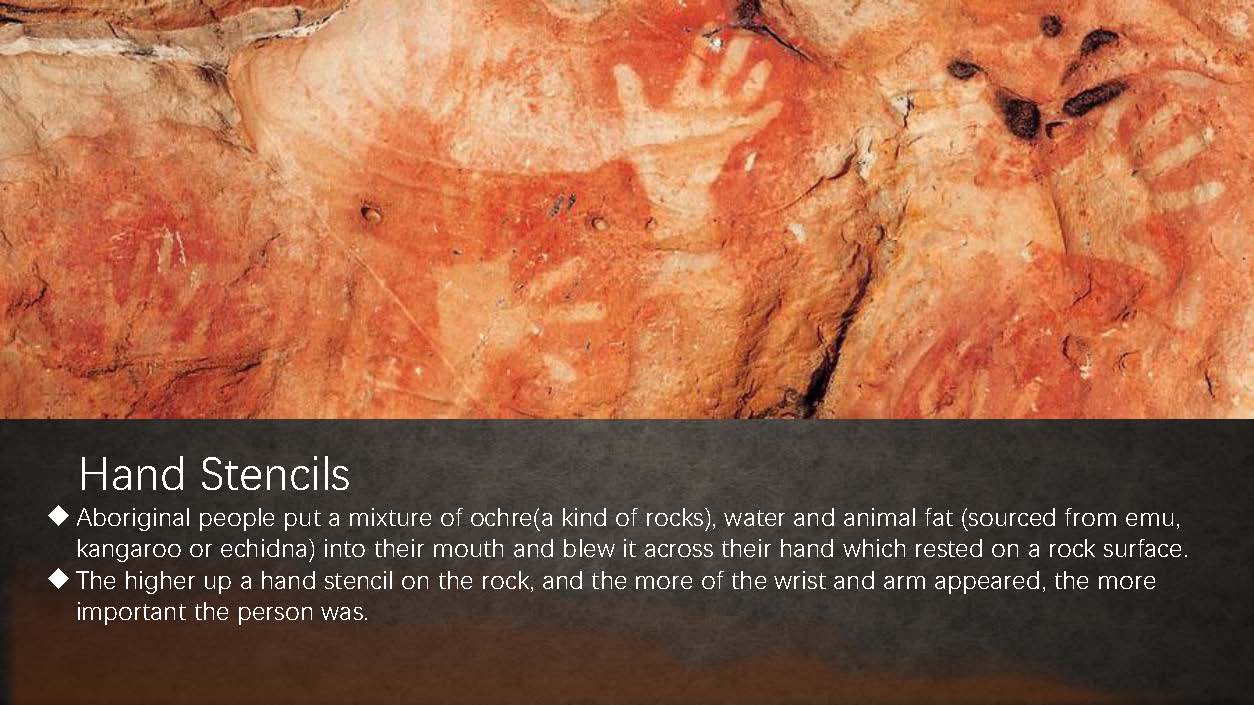 Hand Stencils
◆ Aboriginal people put a mixture of ochre(a kind of rocks), water and animal fat (sourced from emu,
kangaroo or echidna) into their mouth and blew it across their hand which rested on a rock surface.
◆ The higher up a hand stencil on the rock, and the more of the wrist and arm appeared, the more
important the person was.